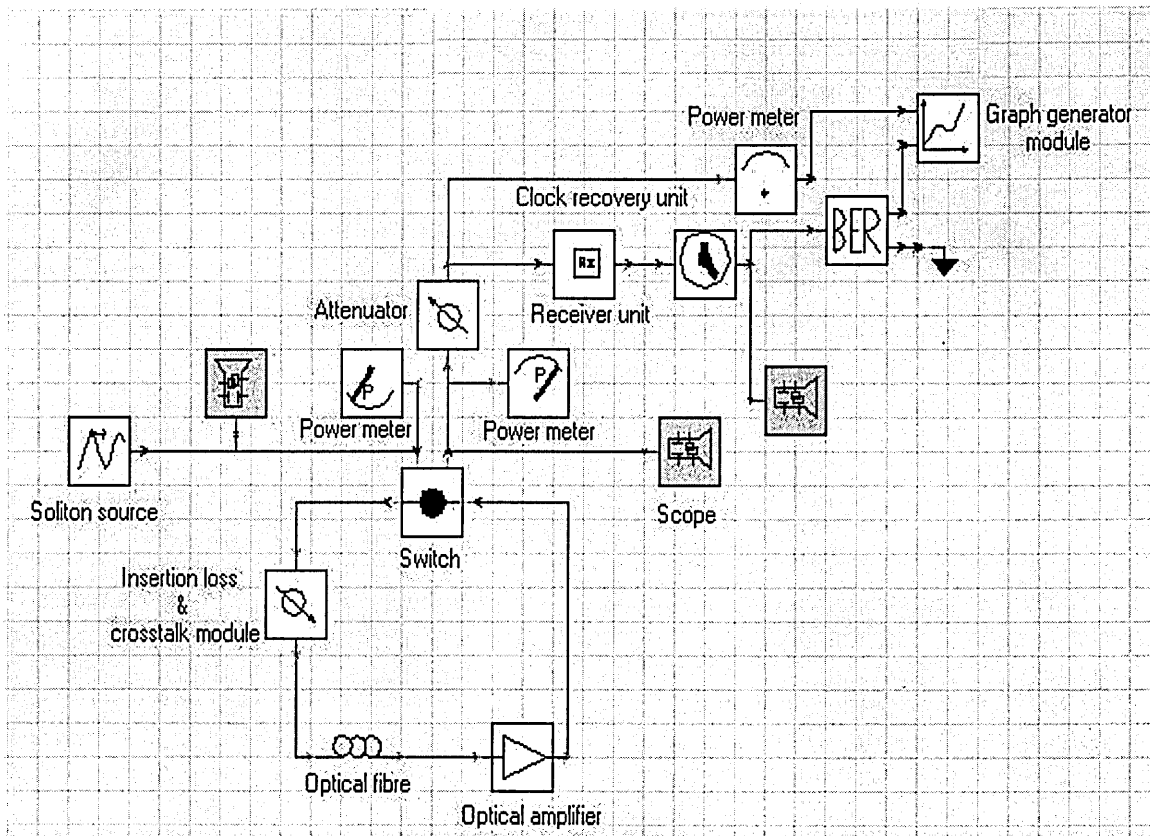 Power meter
Graph generator
module
Clock recovery unit
BER
Rx
Attenuator
Receiver unit
P
P
Power meter
Power meter
Soliton source
Scope
Switch
Insertion loss
&
crosstalk module
Optical fibre
Optical amplifier